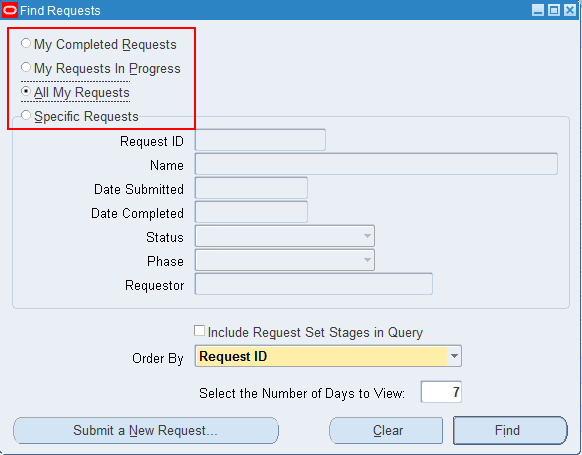 Find Requests
My Completed Requests
My Requests In Progress
All My Requests
Specific Requests
Request ID
Name
Date Submitted
Date Completed
Status
Phase
Requestor
Include Request Set Stages in Query
Order By Request ID
Select the Number of Days to View: 7
Submit a New Request... Clear Find